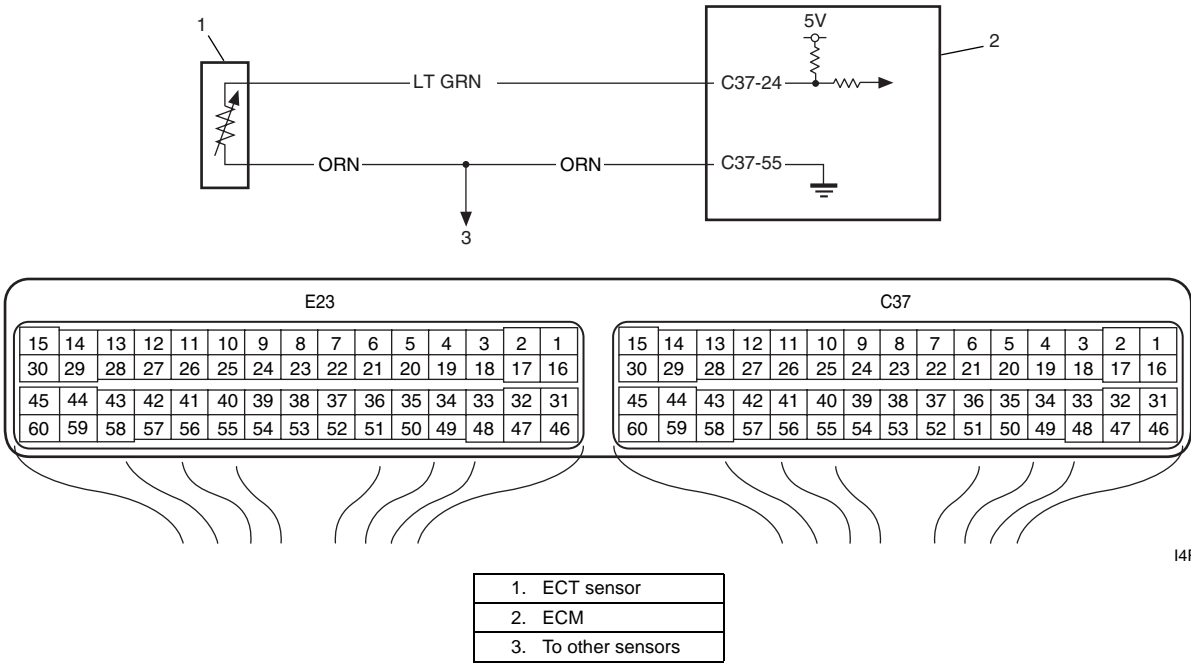 1
5V
2
LT GRN
C37-24
ORN
ORN
C37-55
3
E23
C37
15 14 13 12 11 10 9 8 7 6 5 4 3 2 1
15 14 13 12 11 10 9 8 7 6 5 4 3 2 1
30 29 28 27 26 25 24 23 22 21 20 19 18 17 16
30 29 28 27 26 25 24 23 22 21 20 19 18 17 16
45 44 43 42 41 40 39 38 37 36 35 34 33 32 31
45 44 43 42 41 40 39 38 37 36 35 34 33 32 31
60 59 58 57 56 55 54 53 52 51 50 49 48 47 46
60 59 58 57 56 55 54 53 52 51 50 49 48 47 46
1. ECT sensor
2. ECM
3. To other sensors